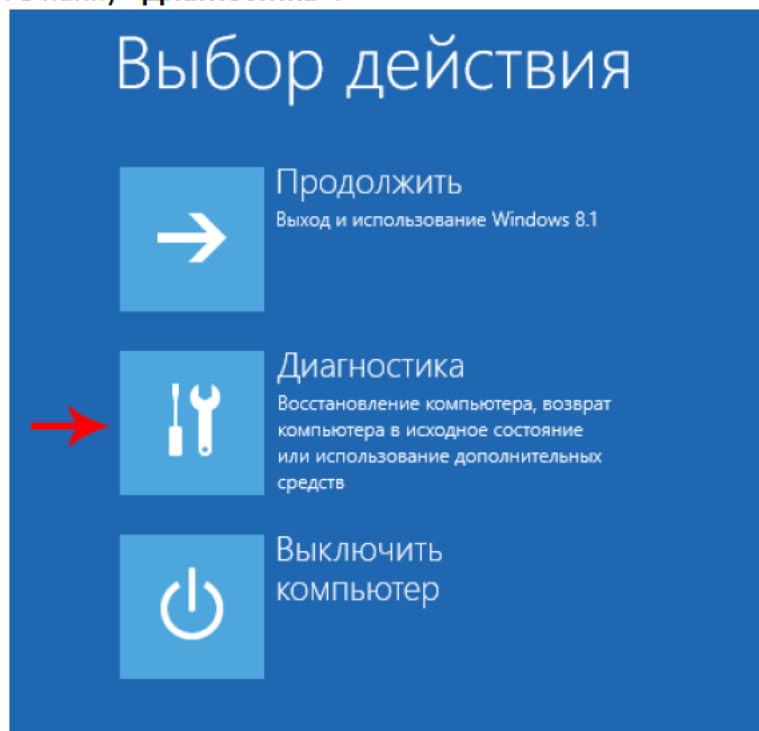 Выбор действия
Продолжить
Выход и использование Windows 8.1
Диагностика
Восстановление компьютера, возврат
компьютера в исходное состояние
или использование дополнительных
средств
Выключить
компьютер